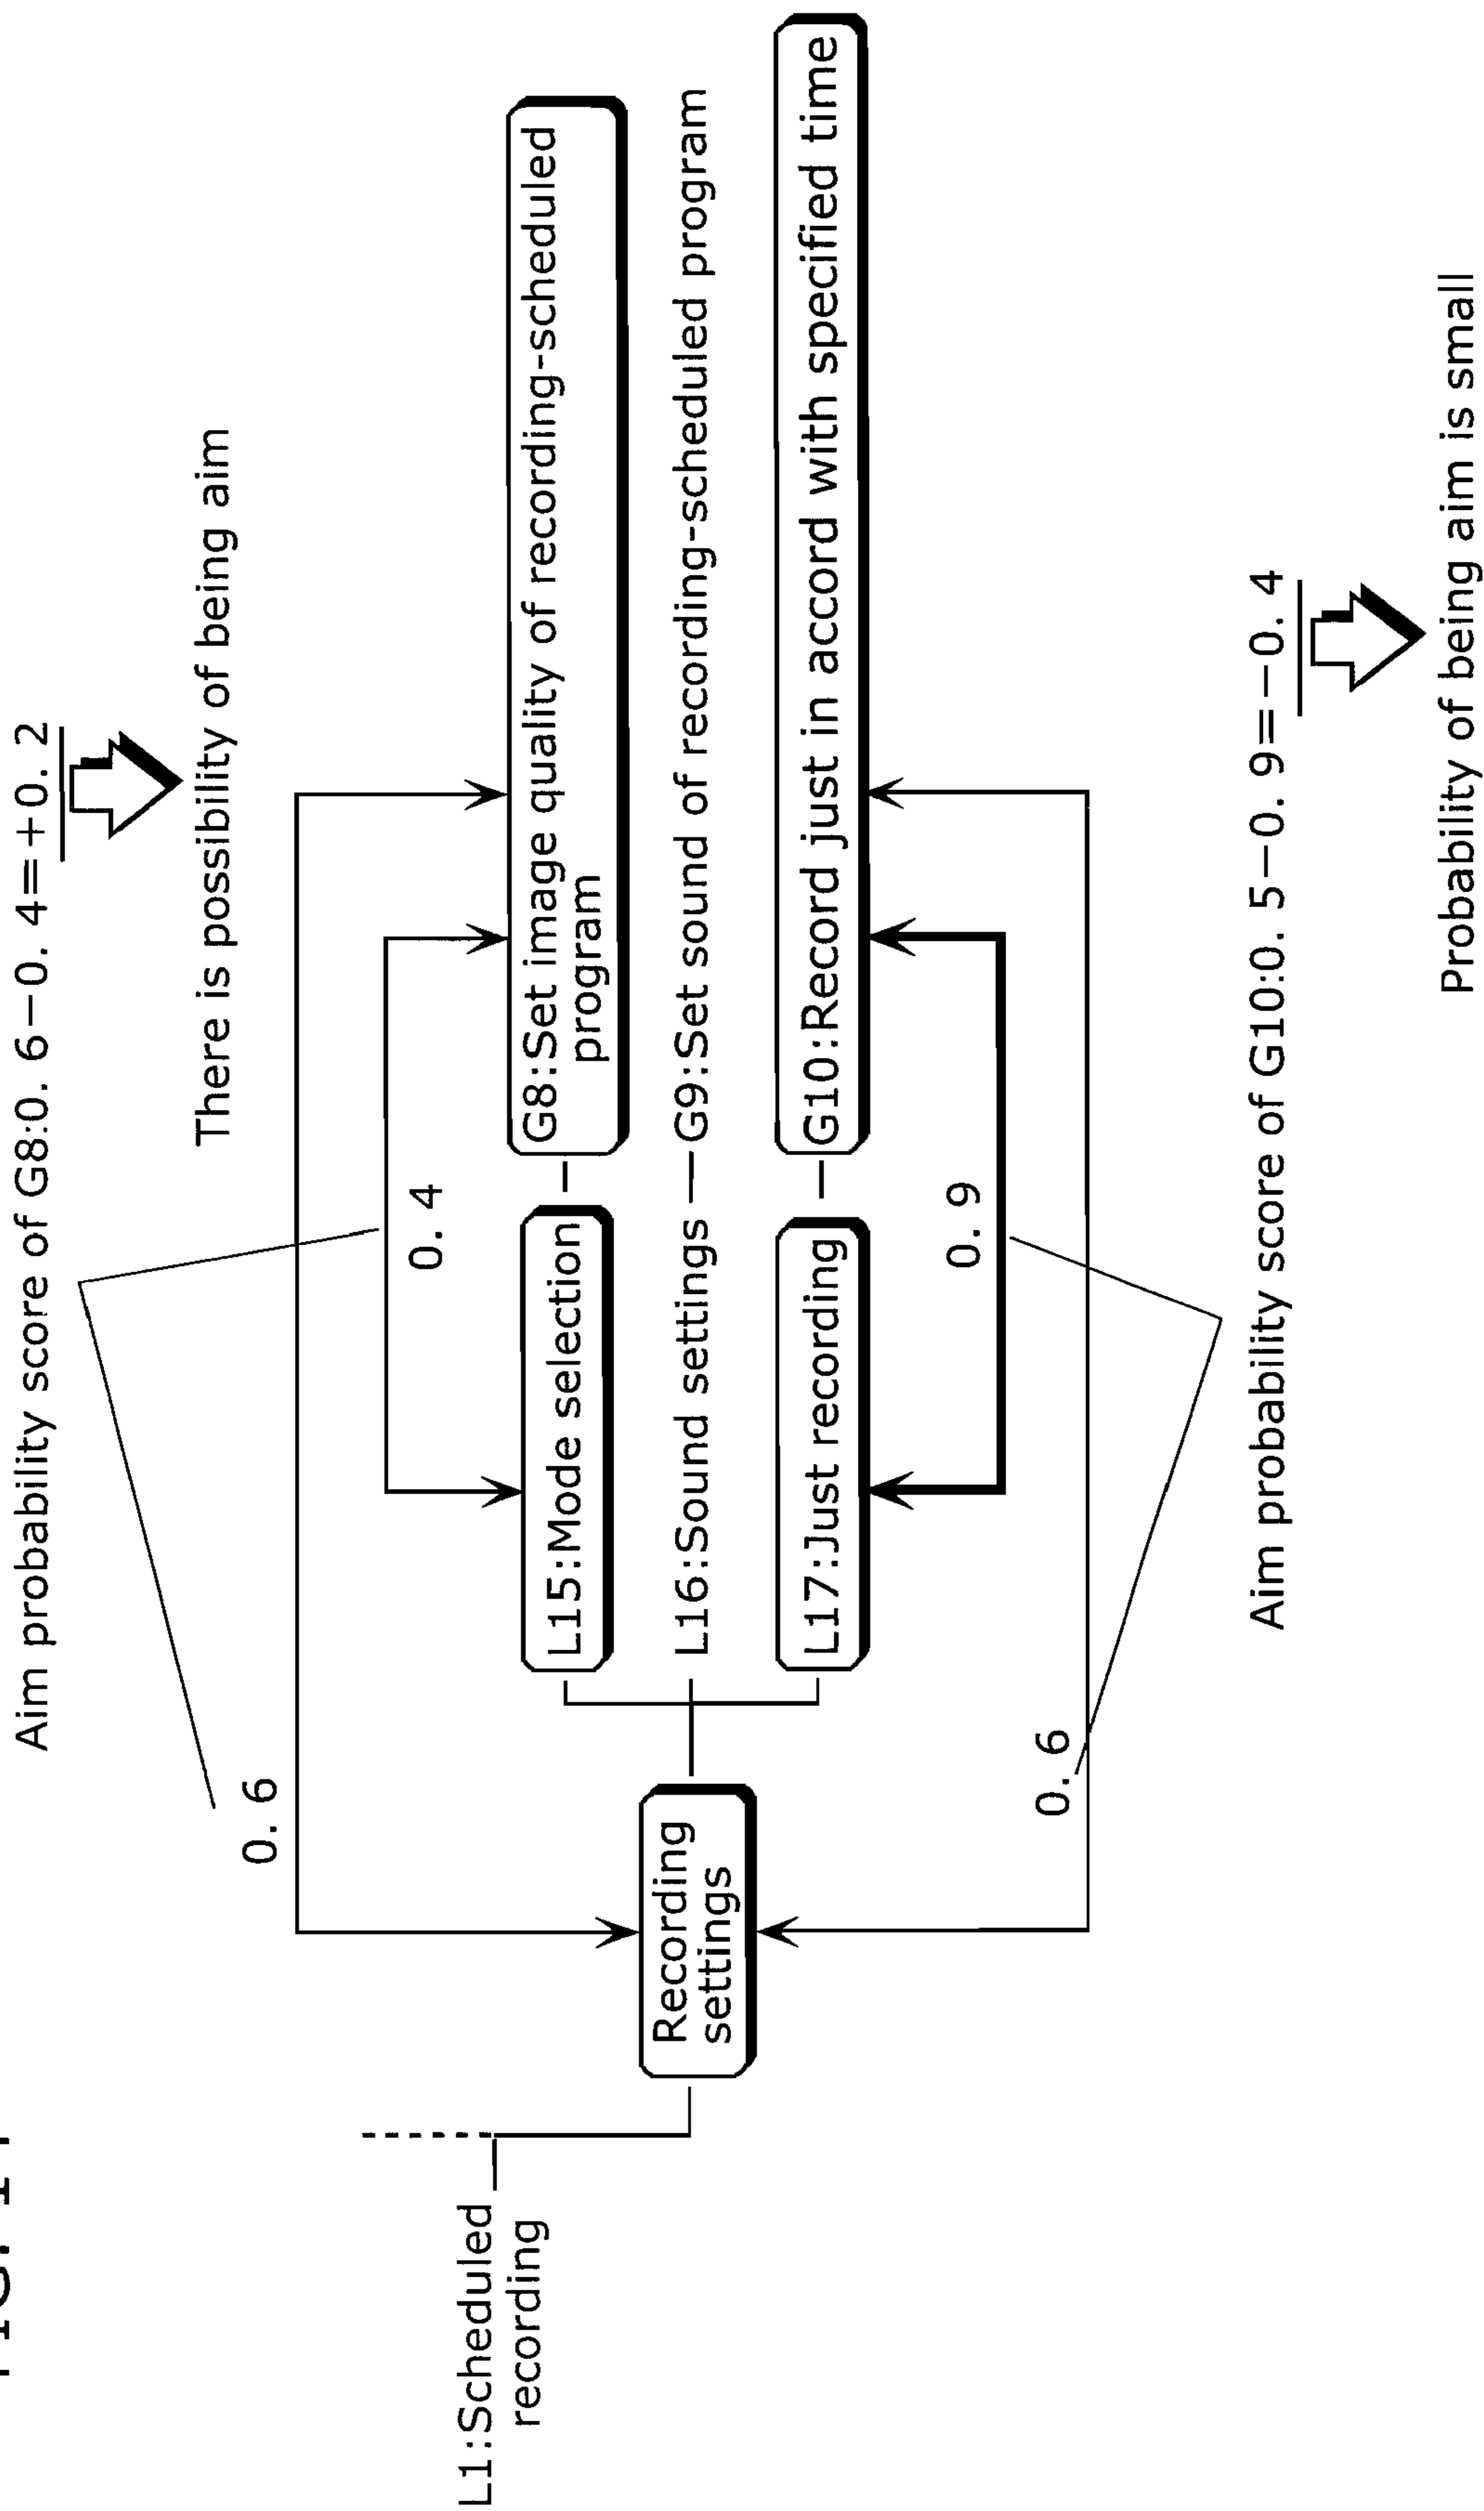 Aim probability score of G8:0. 6−0. 4=+0. 2
There is possibility of being aim
0. 6
0. 4
L1:Scheduled
recording
Recording
settings
L15:Mode selection
G8:Set image quality of recording-scheduled
program
L16:Sound settings
G9:Set sound of recording-scheduled program
L17:Just recording
G10:Record just in accord with specified time
0. 9
0. 6
Aim probability score of G10:0. 5−0. 9=−0. 4
Probability of being aim is small